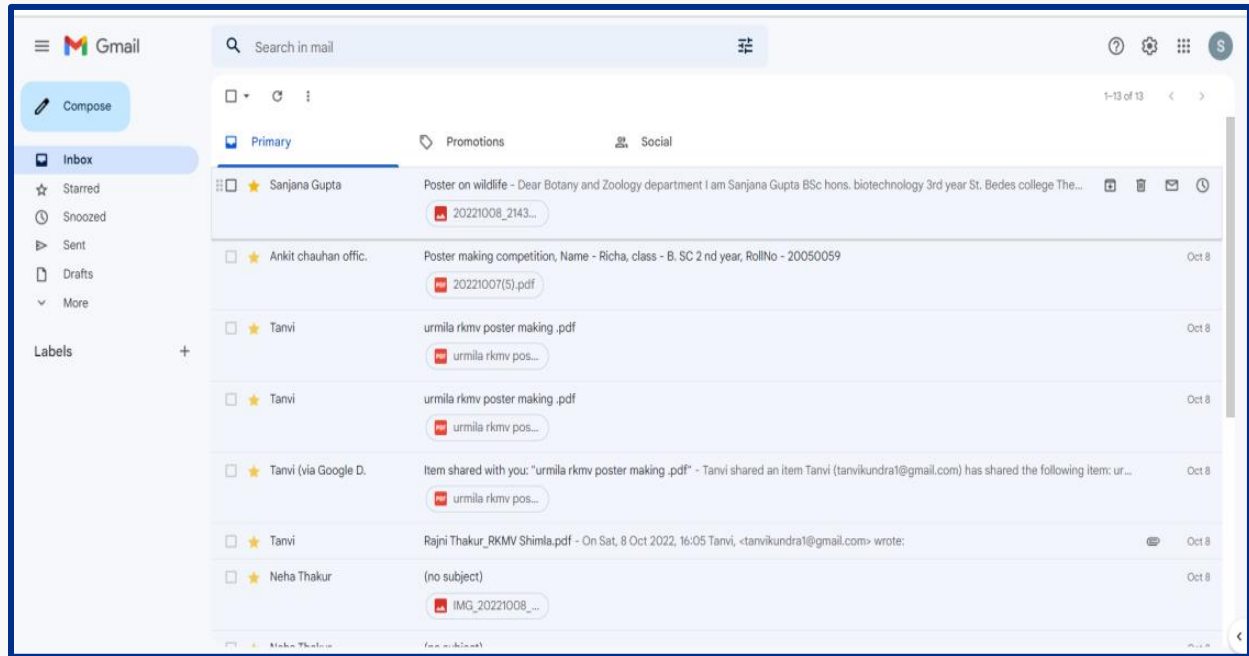 Gmail
Search in mail
S
Compose
1–13 of 13
Primary
Promotions
Social
Inbox
Starred
Snoozed
Sent
Drafts
More
Labels
Sanjana Gupta
Poster on wildlife - Dear Botany and Zoology department I am Sanjana Gupta BSc hons. biotechnology 3rd year St. Bedes college The...
20221008_2143...
Ankit chauhan offic.
Poster making competition, Name - Richa, class - B. SC 2 nd year, RollNo - 20050059
Oct 8
PDF 20221007(5).pdf
Tanvi
urmila rkmv poster making .pdf
Oct 8
PDF urmila rkmv pos...
Tanvi
urmila rkmv poster making .pdf
Oct 8
PDF urmila rkmv pos...
Tanvi (via Google D.
Item shared with you: "urmila rkmv poster making .pdf" - Tanvi shared an item Tanvi (tanvikundra1@gmail.com) has shared the following item: ur...
Oct 8
PDF urmila rkmv pos...
Tanvi
Rajni Thakur_RKMV Shimla.pdf - On Sat, 8 Oct 2022, 16:05 Tanvi, <tanvikundra1@gmail.com> wrote:
Oct 8
Neha Thakur
(no subject)
Oct 8
IMG_20221008_...